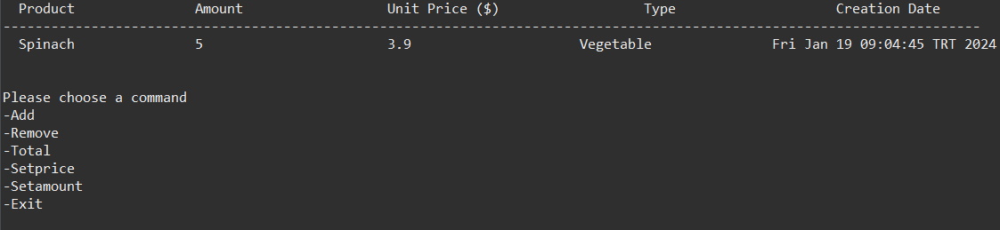 Product Amount Unit Price ($) Type Creation Date
--------------------------------------------------------------------------------------------------------------------------
Spinach 5 3.9 Vegetable Fri Jan 19 09:04:45 TRT 2024
Please choose a command
-Add
-Remove
-Total
-Setprice
-Setamount
-Exit